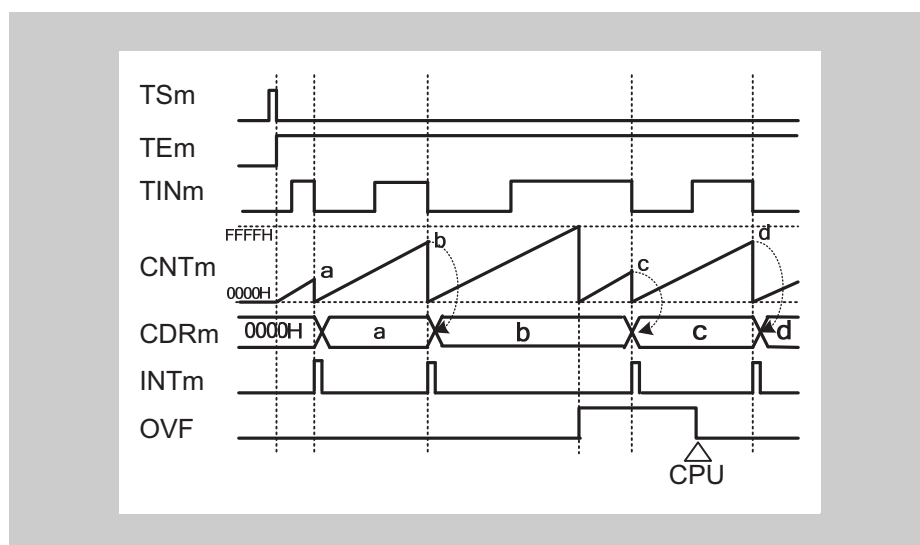 TSm
TEm
TINm
FFFFH
CNTm
a
b
c
d
0000H
CDRm
0000H
a
b
c
d
INTm
OVF
CPU